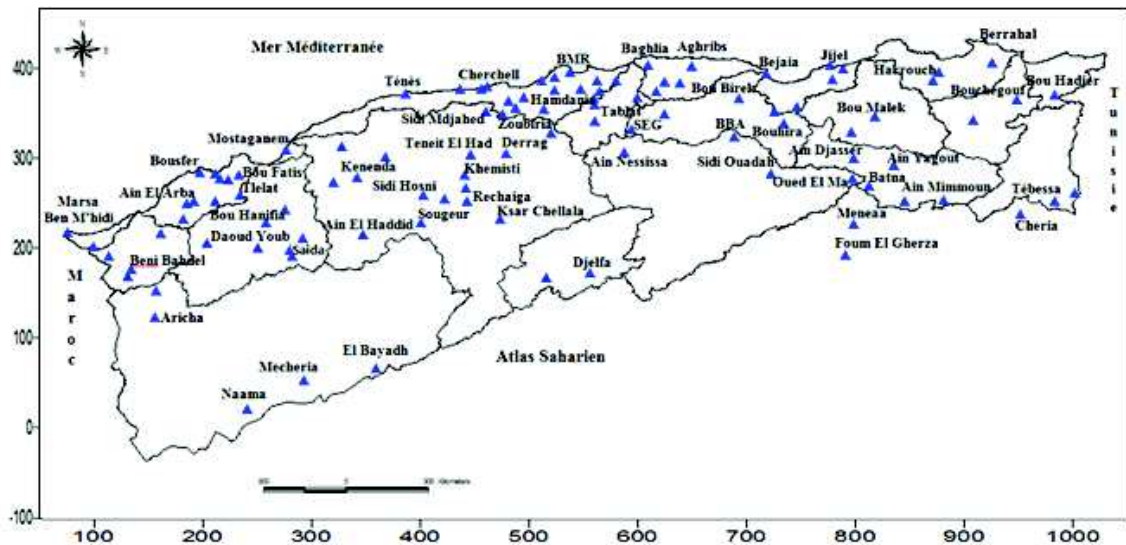 N
Mer Méditerranée
Berrahal
Baghlia
Aghribs
BMR
Bejaia
Jijel
Ténès
Cherchell
Hakrouch
Bouchegouf
Bou Hadjer
Hamdania
Bou Birek
Bou Malek
Sidi Mdjahed
Zoubiria
Tablat
SEG
BBA
Bouhira
Mostaganem
Teneit El Had
Derrag
Ain Djasser
Bousfer
Kenenda
Khemisti
Ain Nessissa
Sidi Ouadah
Ain Yagout
Bou Fatis
Tlelat
Sidi Hosni
Rechaiga
Oued El Ma
Batna
Ain Mimmoun
Tébessa
Ain El Arba
Marsa
Ben M'hidi
Bou Hanifia
Sougeur
Ksar Chellala
Meneaa
Cheria
Daoud Youb
Ain El Haddid
Saida
Foum El Gherza
Beni Bahdel
Djelfa
Maroc
Tunisie
Aricha
El Bayadh
Atlas Saharien
Mecheria
Naama
400
300
200
100
0
-100
100 200 300 400 500 600 700 800 900 1000